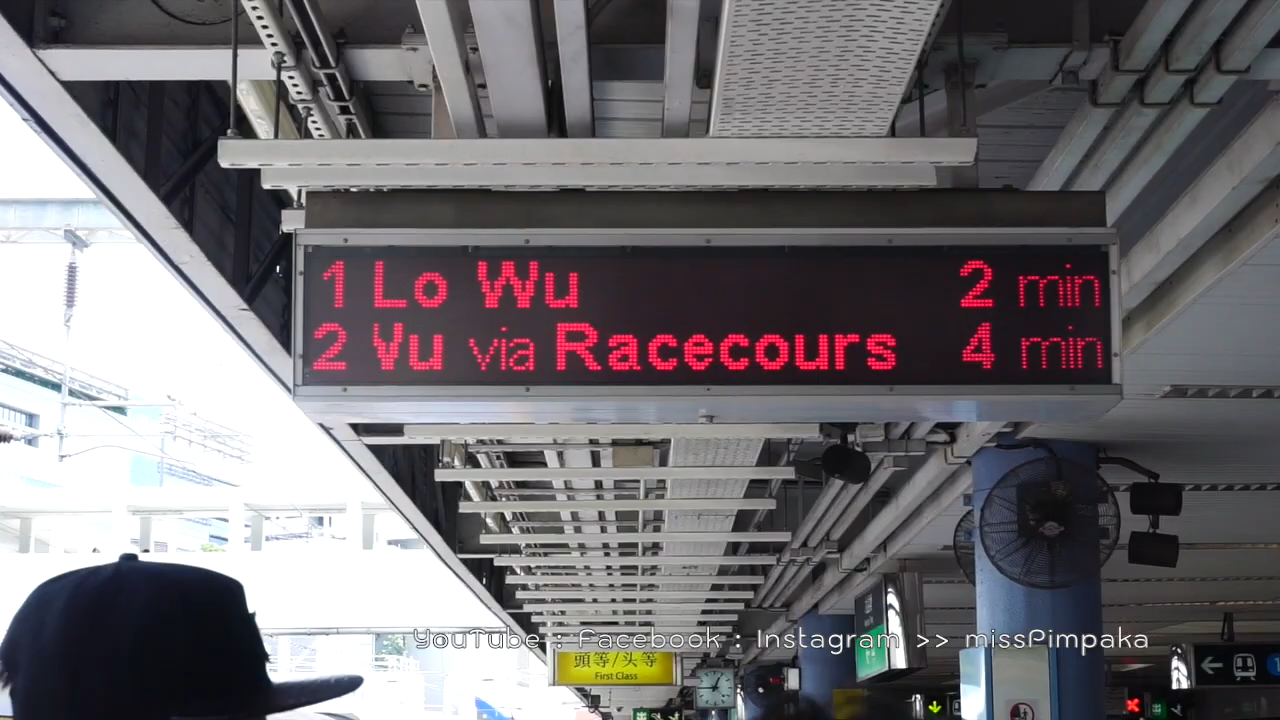 1 Lo Wu 2 min
2 Vu via Racecours 4 min
YouTube : Facebook : Instagram >> missPimpaka
頭等/头等
First Class